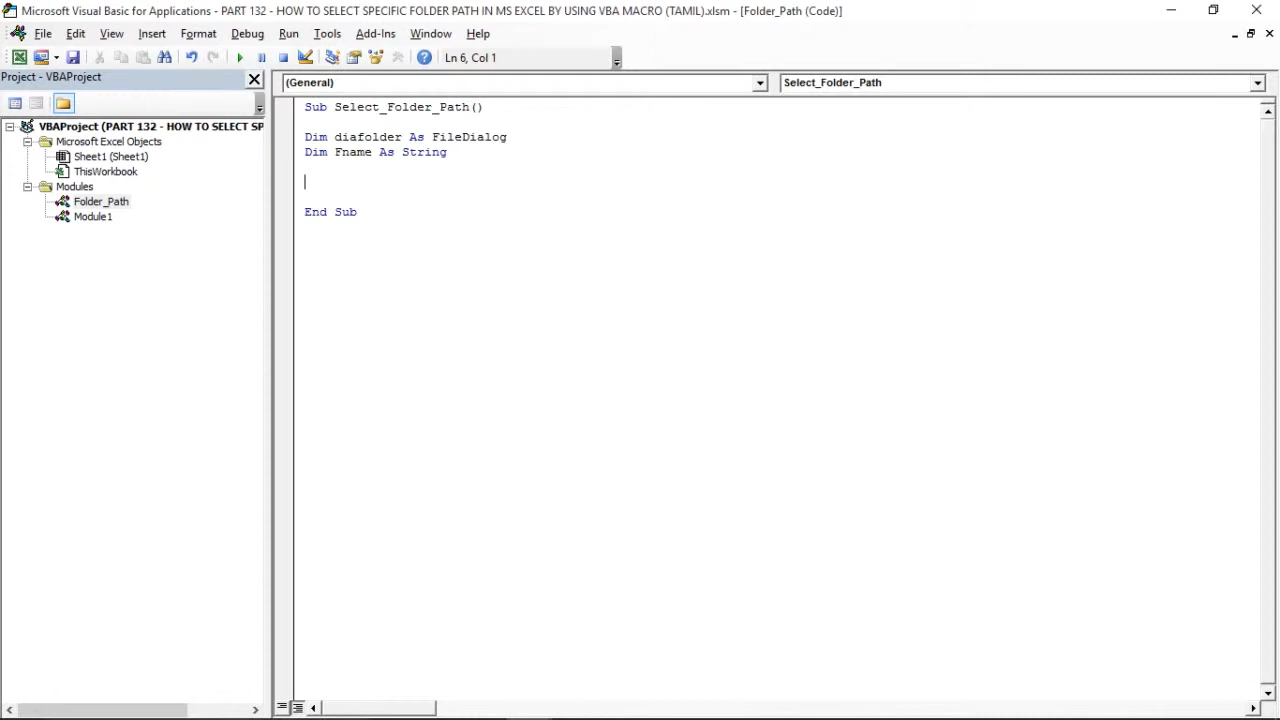 Microsoft Visual Basic for Applications - PART 132 - HOW TO SELECT SPECIFIC FOLDER PATH IN MS EXCEL BY USING VBA MACRO (TAMIL).xlsm - [Folder_Path (Code)]
File Edit View Insert Format Debug Run Tools Add-Ins Window Help
Ln 6, Col 1
Project - VBAProject
(General)
Select_Folder_Path
VBAProject (PART 132 - HOW TO SELECT SP
Microsoft Excel Objects
Sheet1 (Sheet1)
ThisWorkbook
Modules
Folder_Path
Module1
Sub Select_Folder_Path()
Dim diafolder As FileDialog
Dim Fname As String
End Sub